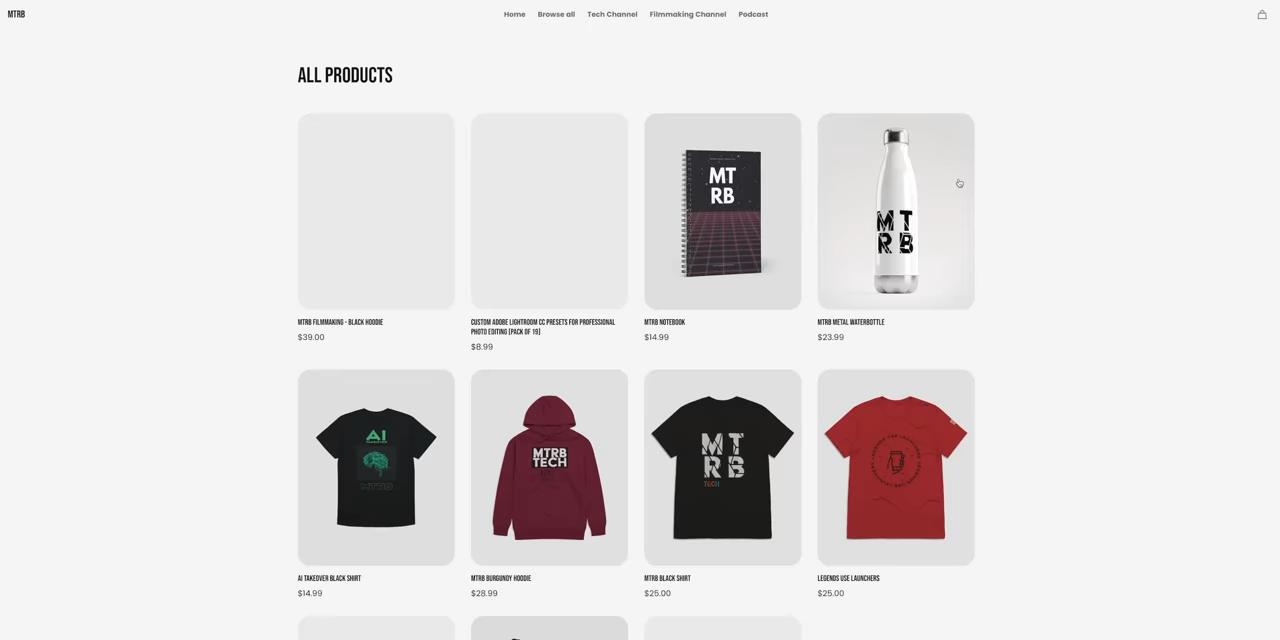 MTRB
Home Browse all Tech Channel Filmmaking Channel Podcast
ALL PRODUCTS
MT
RB
MT
RB
MTRB FILMMAKING - BLACK HOODIE
$39.00
CUSTOM ADOBE LIGHTROOM CC PRESETS FOR PROFESSIONAL
PHOTO EDITING [PACK OF 19]
$8.99
MTRB NOTEBOOK
$14.99
MTRB METAL WATERBOTTLE
$23.99
AI
MTRB
MTRB
TECH
MT
RB
TECH
AI TAKEOVER BLACK SHIRT
$14.99
MTRB BURGUNDY HOODIE
$28.99
MTRB BLACK SHIRT
$25.00
LEGENDS USE LAUNCHERS
$25.00